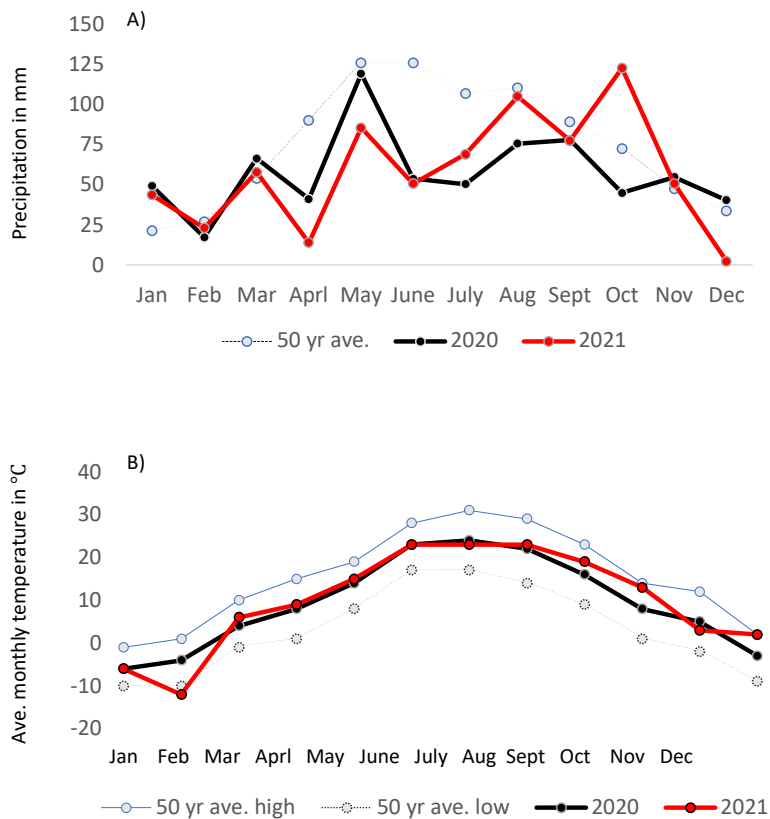 A)
Precipitation in mm
150
125
100
75
50
25
0
Jan Feb Mar Aprl May June July Aug Sept Oct Nov Dec
50 yr ave. 2020 2021
B)
Ave. monthly temperature in °C
40
30
20
10
0
-10
-20
Jan Feb Mar Aprl May June July Aug Sept Oct Nov Dec
50 yr ave. high 50 yr ave. low 2020 2021